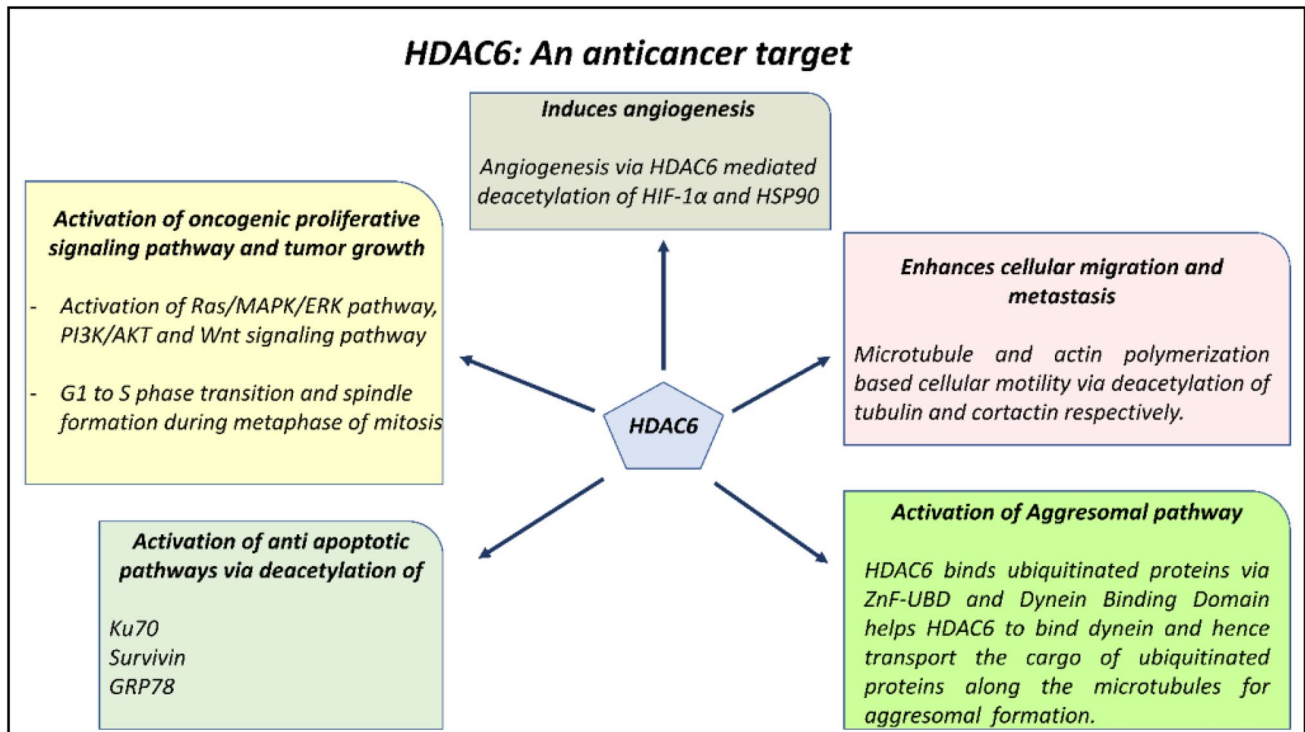 HDAC6: An anticancer target
Induces angiogenesis
Angiogenesis via HDAC6 mediated
deacetylation of HIF-1α and HSP90
Activation of oncogenic proliferative
signaling pathway and tumor growth
- Activation of Ras/MAPK/ERK pathway,
PI3K/AKT and Wnt signaling pathway
- G1 to S phase transition and spindle
formation during metaphase of mitosis
Enhances cellular migration and
metastasis
Microtubule and actin polymerization
based cellular motility via deacetylation of
tubulin and cortactin respectively.
HDAC6
Activation of anti apoptotic
pathways via deacetylation of
Ku70
Survivin
GRP78
Activation of Aggresomal pathway
HDAC6 binds ubiquitinated proteins via
ZnF-UBD and Dynein Binding Domain
helps HDAC6 to bind dynein and hence
transport the cargo of ubiquitinated
proteins along the microtubules for
aggresomal formation.